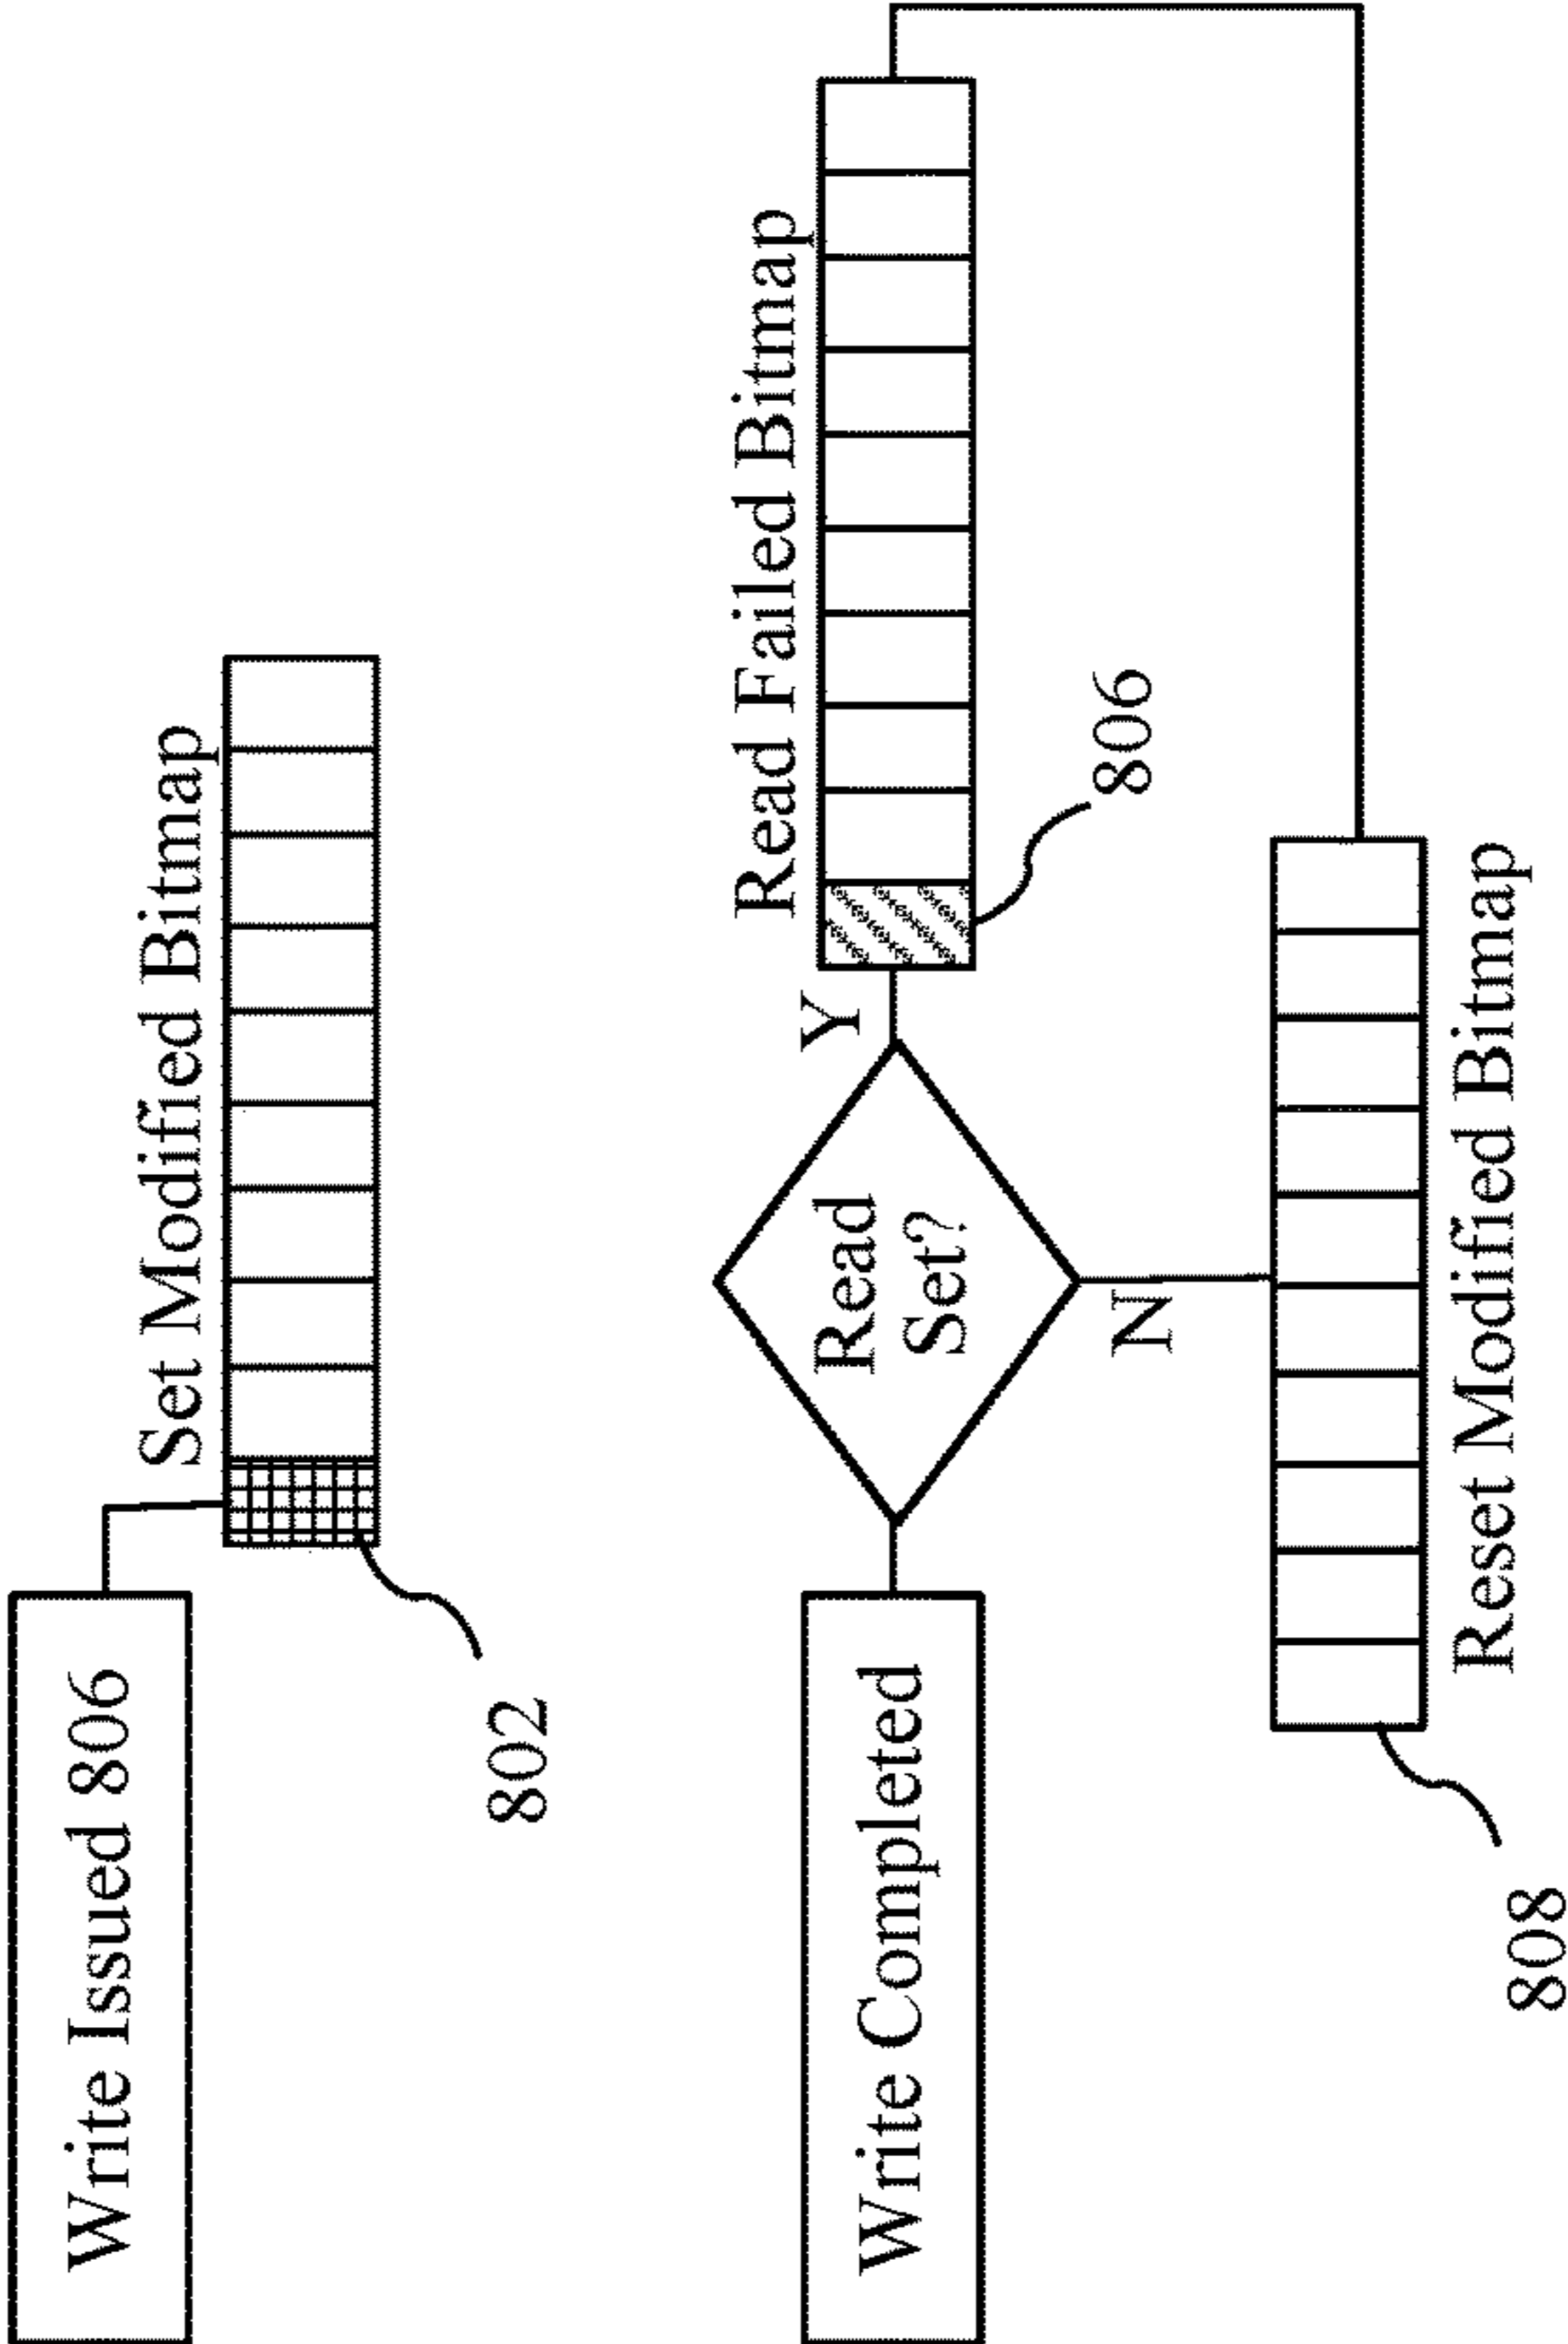 Write Issued 806
Set Modified Bitmap
802
Write Completed
Read
Set?
Y
N
Read Failed Bitmap
806
808
Reset Modified Bitmap